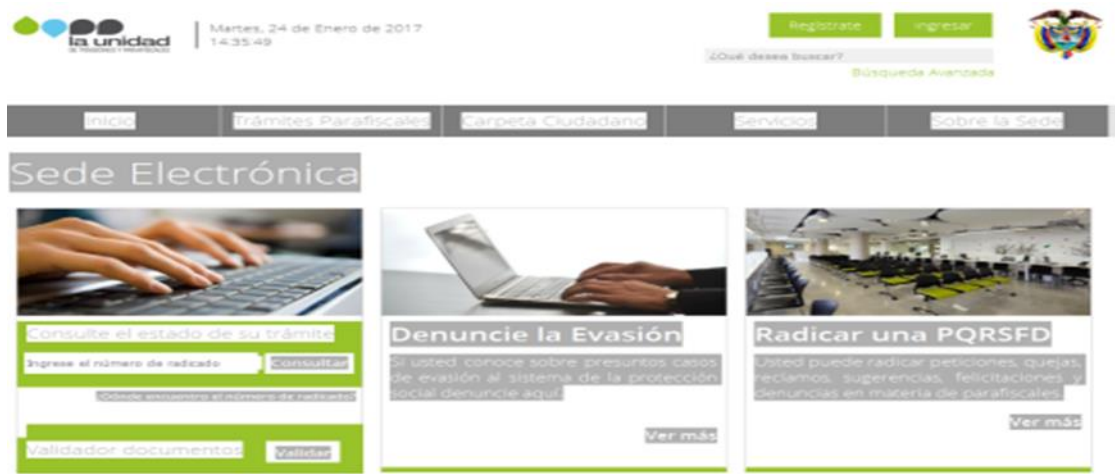 la unidad
DE PENSIONES Y PARAFISCALES
Martes, 24 de Enero de 2017
14:35:49
Regístrate
Ingresar
¿Qué desea buscar?
Búsqueda Avanzada
Inicio
Trámites Parafiscales
Carpeta Ciudadano
Servicios
Sobre la Sede
Sede Electrónica
Consulte el estado de su trámite
Ingrese el número de radicado
Consultar
¿Dónde encuentro el número de radicado?
Validador documentos
Validar
Denuncie la Evasión
Si usted conoce sobre presuntos casos
de evasión al sistema de la protección
social denuncie aquí.
Ver más
Radicar una PQRSFD
Usted puede radicar peticiones, quejas,
reclamos, sugerencias, felicitaciones y
denuncias en materia de parafiscales.
Ver más